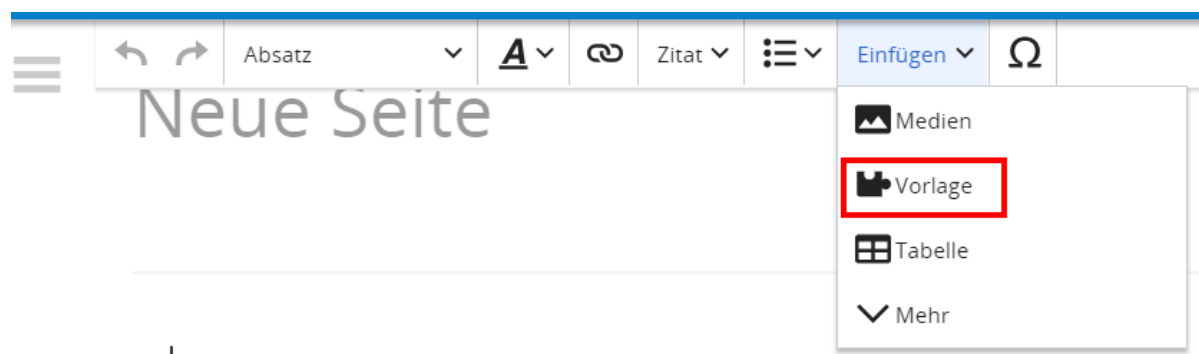 Absatz A Zitat Einfügen Ω
Neue Seite
Medien
Vorlage
Tabelle
Mehr